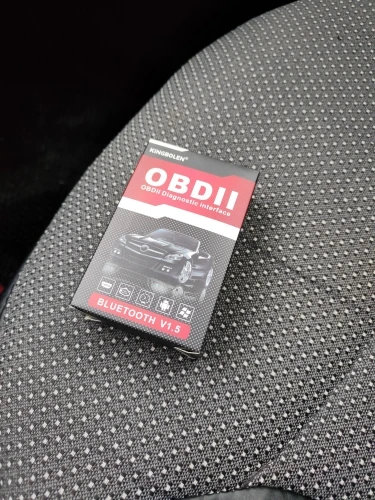 KINGBOLEN®
OBDII
OBDII Diagnostic Interface
BLUETOOTH V1.5